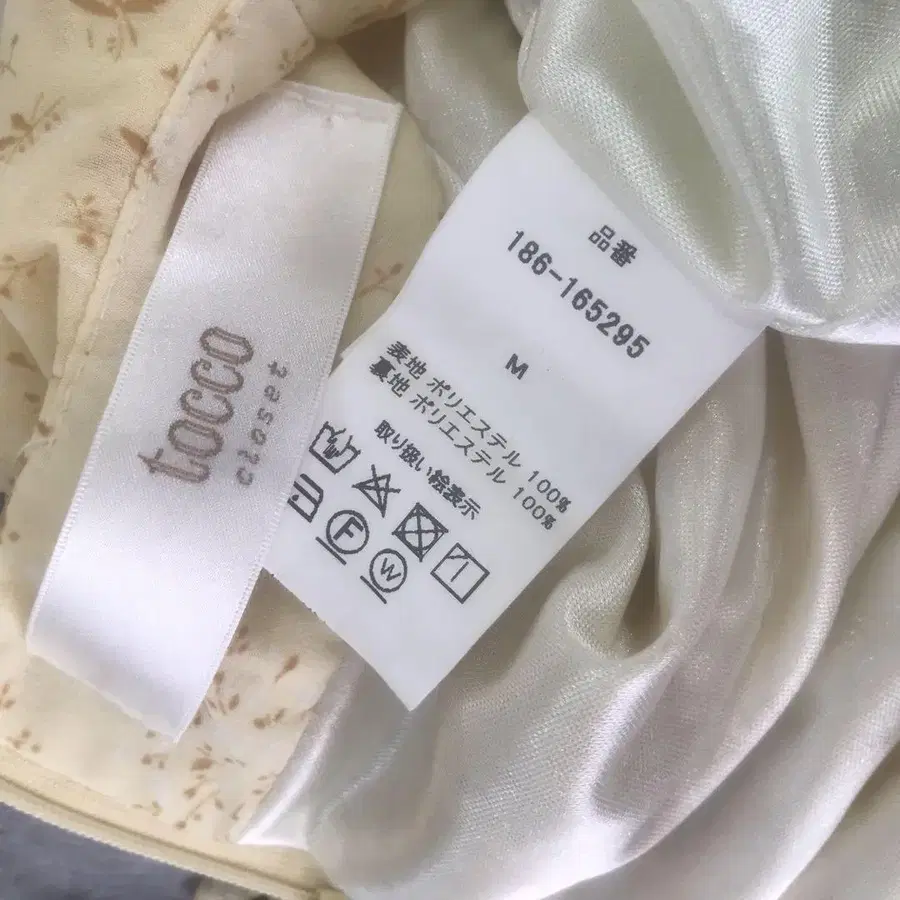 tocco
closet
品番
186-165295
M
表地 ポリエステル 100%
裏地 ポリエステル 100%
取り扱い絵表示
F
W